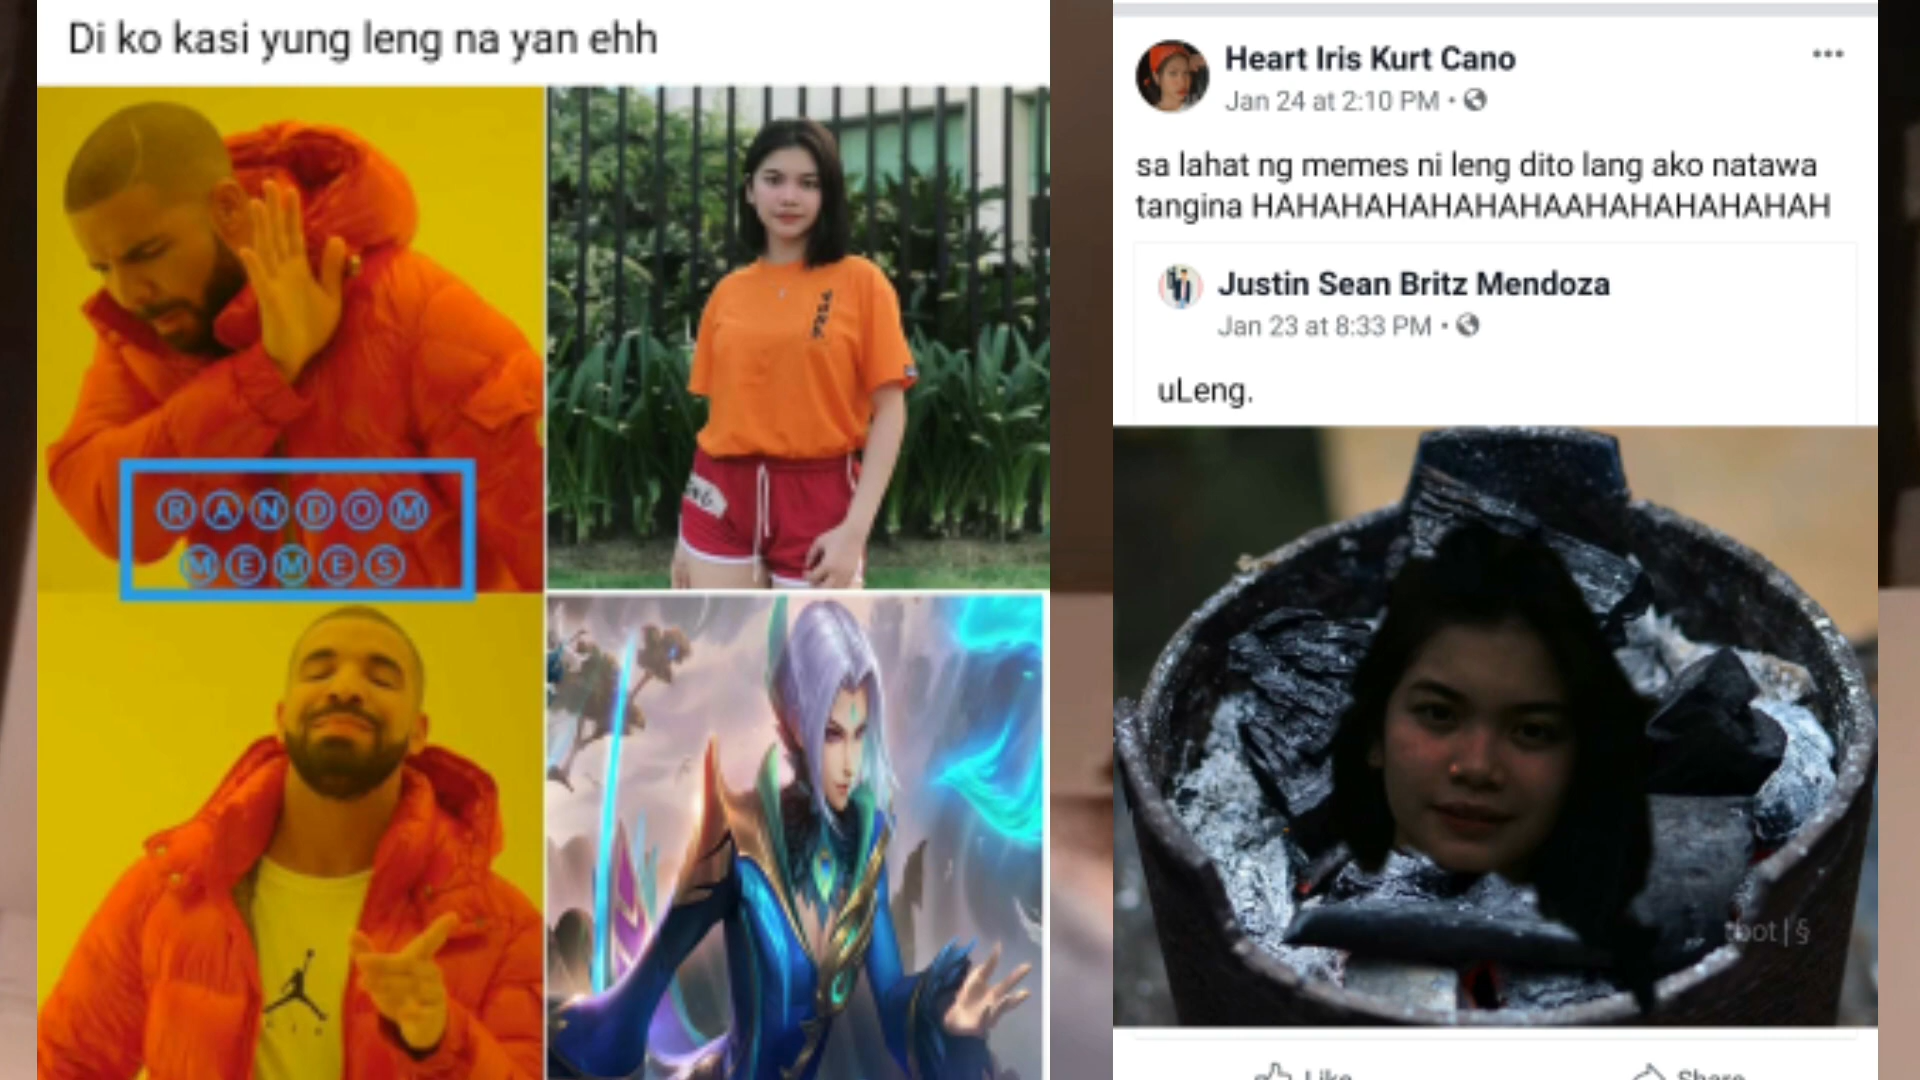 Di ko kasi yung leng na yan ehh
RANDOM
MEMES
Heart Iris Kurt Cano
Jan 24 at 2:10 PM
sa lahat ng memes ni leng dito lang ako natawa
tangina HAHAHAHAHAHAHAAHAHAHAHAHAH
Justin Sean Britz Mendoza
Jan 23 at 8:33 PM
uLeng.
Like
Share